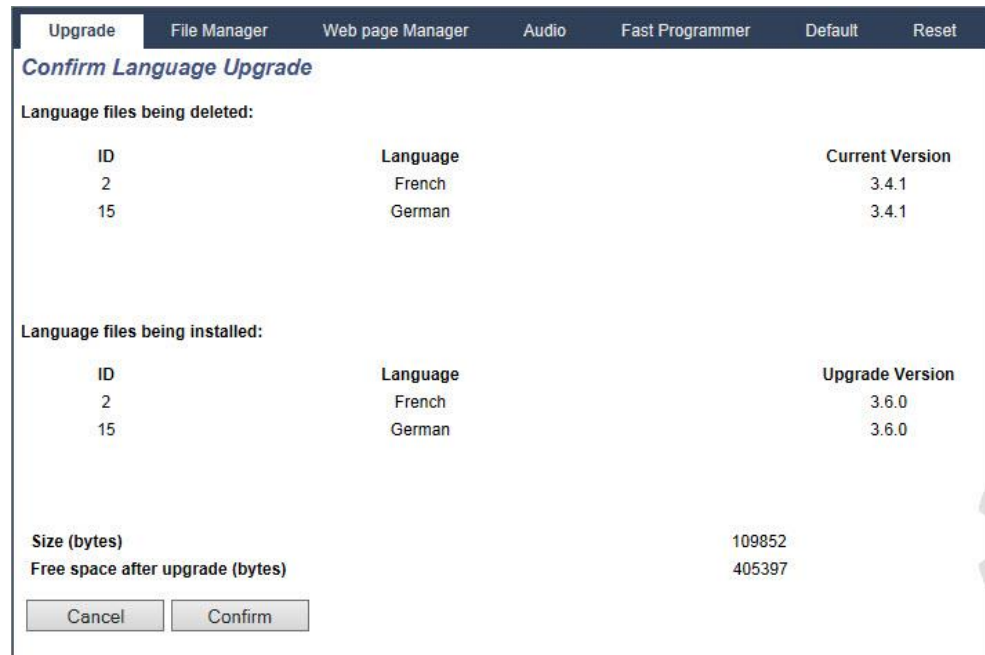 Upgrade File Manager Web page Manager Audio Fast Programmer Default Reset
Confirm Language Upgrade
Language files being deleted:
ID Language Current Version
2 French 3.4.1
15 German 3.4.1
Language files being installed:
ID Language Upgrade Version
2 French 3.6.0
15 German 3.6.0
Size (bytes) 109852
Free space after upgrade (bytes) 405397
Cancel Confirm